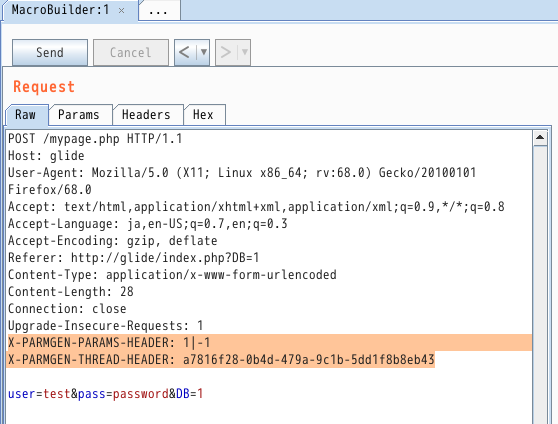 MacroBuilder:1 × ...
Send Cancel < > 
Request
Raw Params Headers Hex
POST /mypage.php HTTP/1.1
Host: glide
User-Agent: Mozilla/5.0 (X11; Linux x86_64; rv:68.0) Gecko/20100101
Firefox/68.0
Accept: text/html,application/xhtml+xml,application/xml;q=0.9,*/*;q=0.8
Accept-Language: ja,en-US;q=0.7,en;q=0.3
Accept-Encoding: gzip, deflate
Referer: http://glide/index.php?DB=1
Content-Type: application/x-www-form-urlencoded
Content-Length: 28
Connection: close
Upgrade-Insecure-Requests: 1
X-PARMGEN-PARAMS-HEADER: 1|-1
X-PARMGEN-THREAD-HEADER: a7816f28-0b4d-479a-9c1b-5dd1f8b8eb43
user=test&pass=password&DB=1